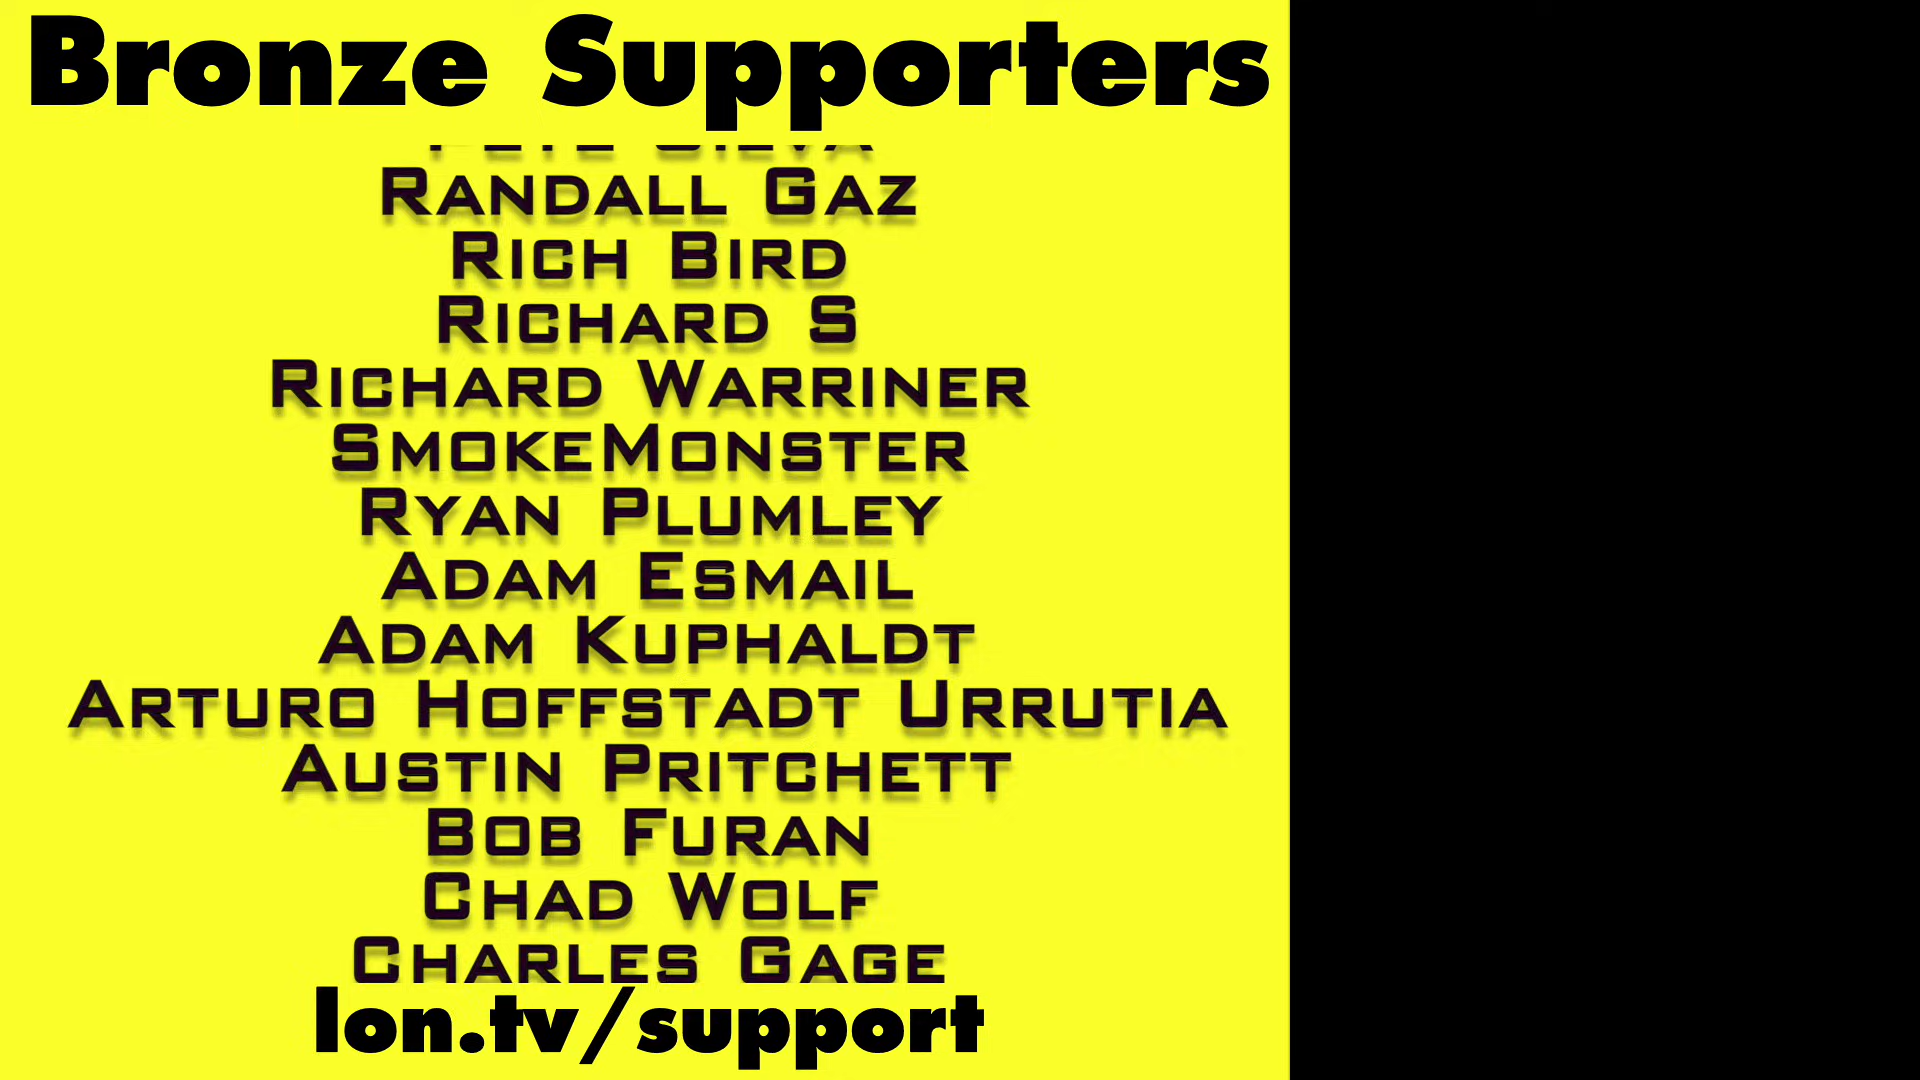 Bronze Supporters
Randall Gaz
Rich Bird
Richard S
Richard Warriner
SmokeMonster
Ryan Plumley
Adam Esmail
Adam Kuphaldt
Arturo Hoffstadt Urrutia
Austin Pritchett
Bob Furan
Chad Wolf
Charles Gage
lon.tv/support